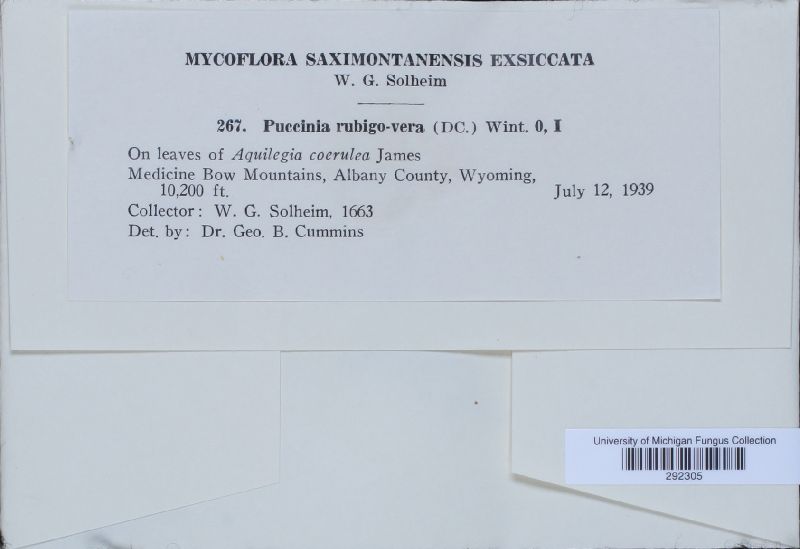 MYCOFLORA SAXIMONTANENSIS EXSICCATA
W. G. Solheim
267. Puccinia rubigo-vera (DC.) Wint. 0, I
On leaves of Aquilegia coerulea James
Medicine Bow Mountains, Albany County, Wyoming,
10,200 ft. July 12, 1939
Collector: W. G. Solheim, 1663
Det. by: Dr. Geo. B. Cummins
University of Michigan Fungus Collection
292305